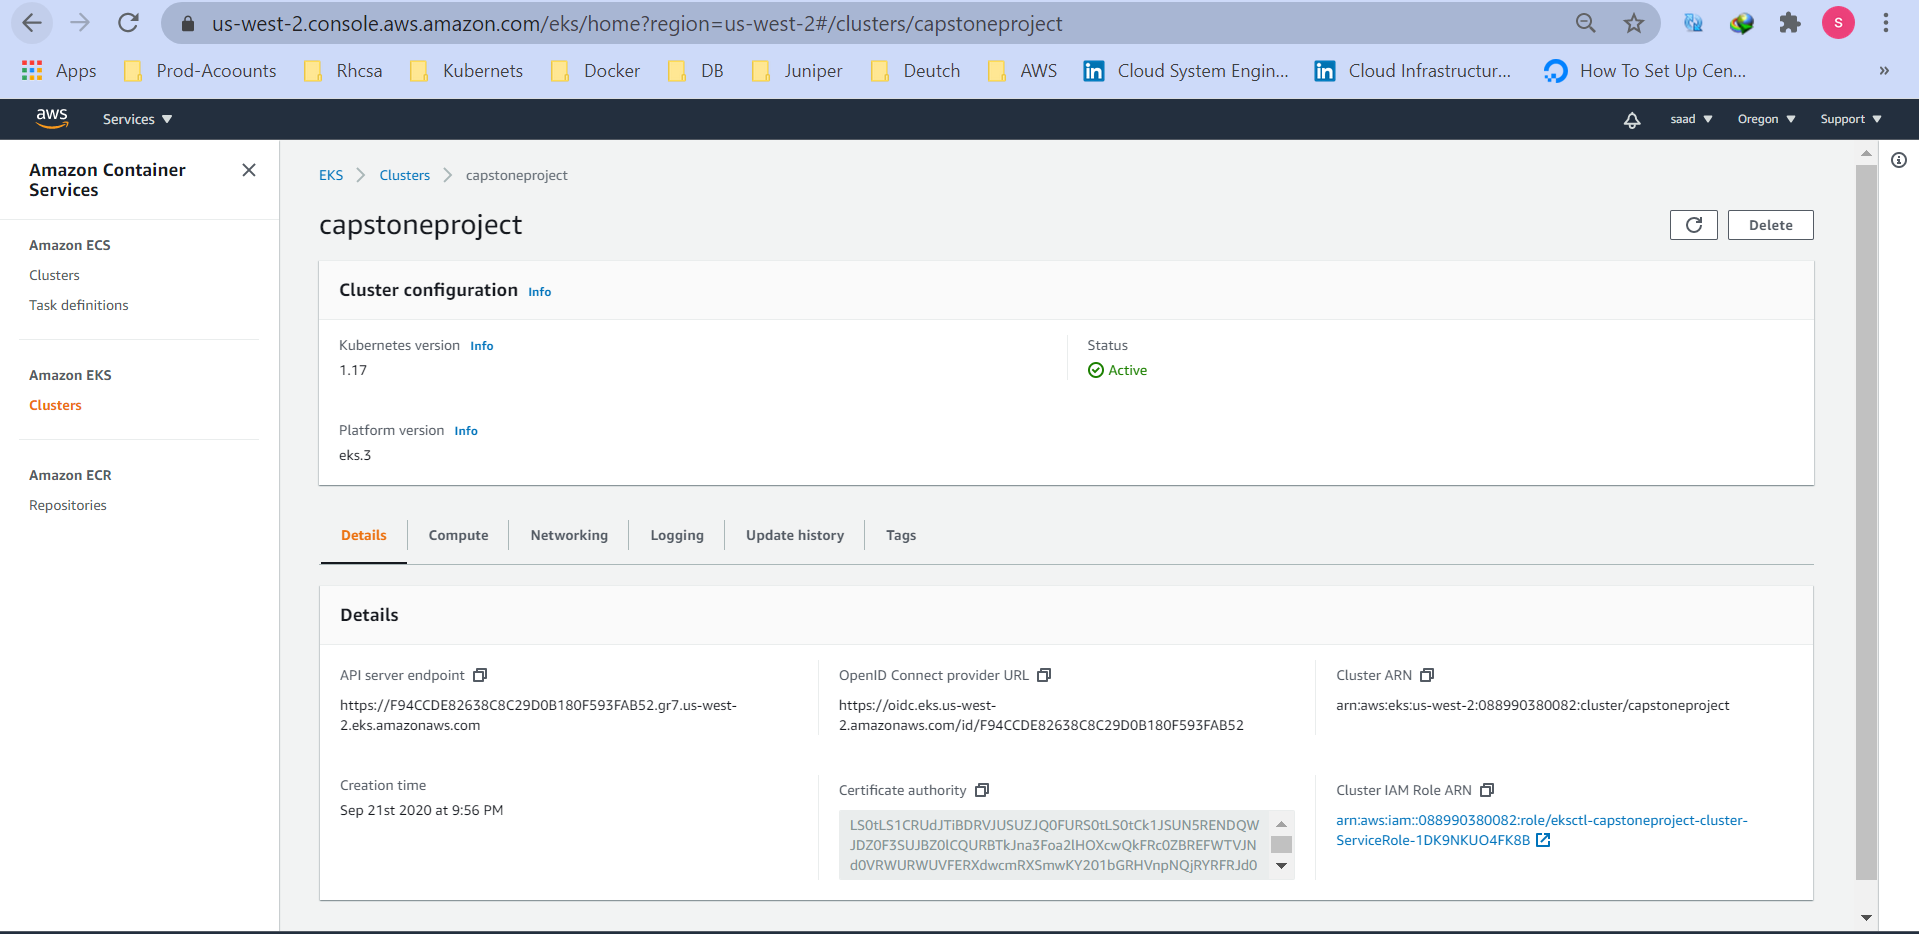 us-west-2.console.aws.amazon.com/eks/home?region=us-west-2#/clusters/capstoneproject
S
Apps
Prod-Acoounts
Rhcsa
Kubernets
Docker
DB
Juniper
Deutch
AWS
Cloud System Engin...
Cloud Infrastructur...
How To Set Up Cen...
»
aws
Services
saad
Oregon
Support
Amazon Container
Services
Amazon ECS
Clusters
Task definitions
Amazon EKS
Clusters
Amazon ECR
Repositories
EKS
Clusters
capstoneproject
capstoneproject
Delete
Cluster configuration Info
Kubernetes version Info
1.17
Status
Active
Platform version Info
eks.3
Details
Compute
Networking
Logging
Update history
Tags
Details
API server endpoint
https://F94CCDE82638C8C29D0B180F593FAB52.gr7.us-west-
2.eks.amazonaws.com
OpenID Connect provider URL
https://oidc.eks.us-west-
2.amazonaws.com/id/F94CCDE82638C8C29D0B180F593FAB52
Cluster ARN
arn:aws:eks:us-west-2:088990380082:cluster/capstoneproject
Creation time
Sep 21st 2020 at 9:56 PM
Certificate authority
LS0tLS1CRUdJTiBDRVJUSUZJQ0FURS0tLS0tCk1JSUN5RENDQW
JDZ0F3SUJBZ0lCQURBTkJna3Foa2lHOXcwQkFRc0ZBREFWTVJN
d0VRWURWUVFERXdwcmRXSmwKY201bGRHVnpNQjRYRFRJd0
Cluster IAM Role ARN
arn:aws:iam::088990380082:role/eksctl-capstoneproject-cluster-
ServiceRole-1DK9NKUO4FK8B